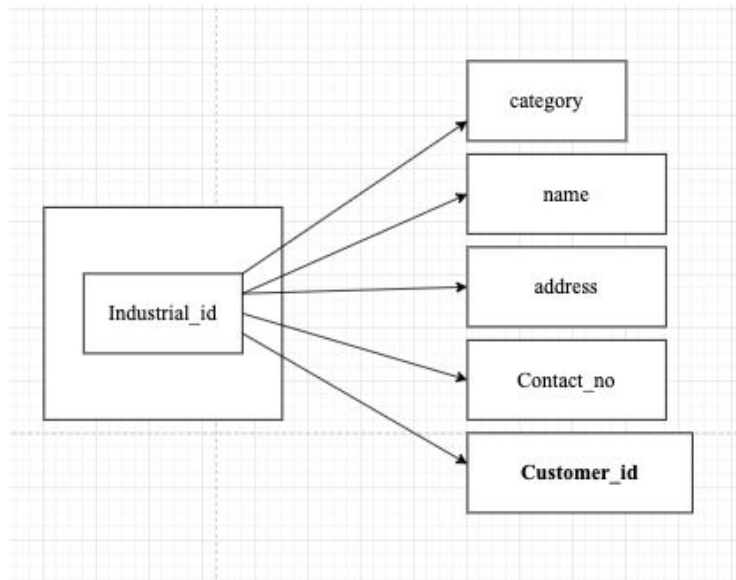 category
name
address
Industrial_id
Contact_no
Customer_id